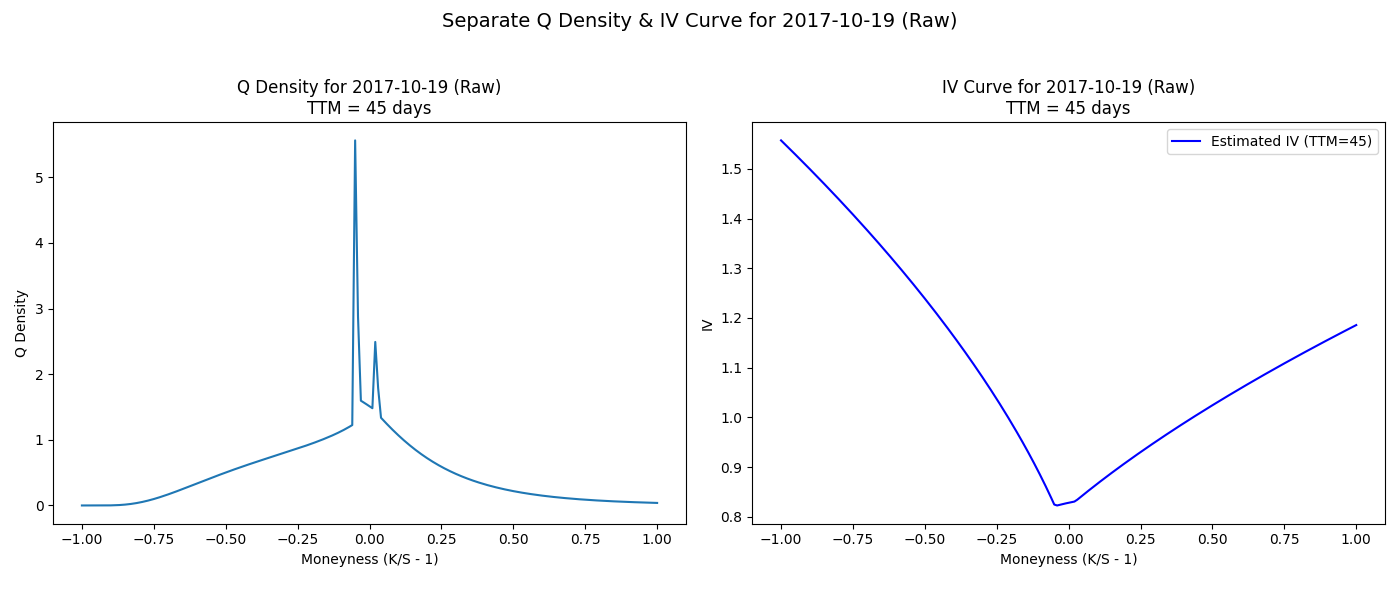 Separate Q Density & IV Curve for 2017-10-19 (Raw)
Q Density for 2017-10-19 (Raw)
TTM = 45 days
Q Density
5
4
3
2
1
0
−1.00 −0.75 −0.50 −0.25 0.00 0.25 0.50 0.75 1.00
Moneyness (K/S - 1)
IV Curve for 2017-10-19 (Raw)
TTM = 45 days
Estimated IV (TTM=45)
IV
1.5
1.4
1.3
1.2
1.1
1.0
0.9
0.8
−1.00 −0.75 −0.50 −0.25 0.00 0.25 0.50 0.75 1.00
Moneyness (K/S - 1)